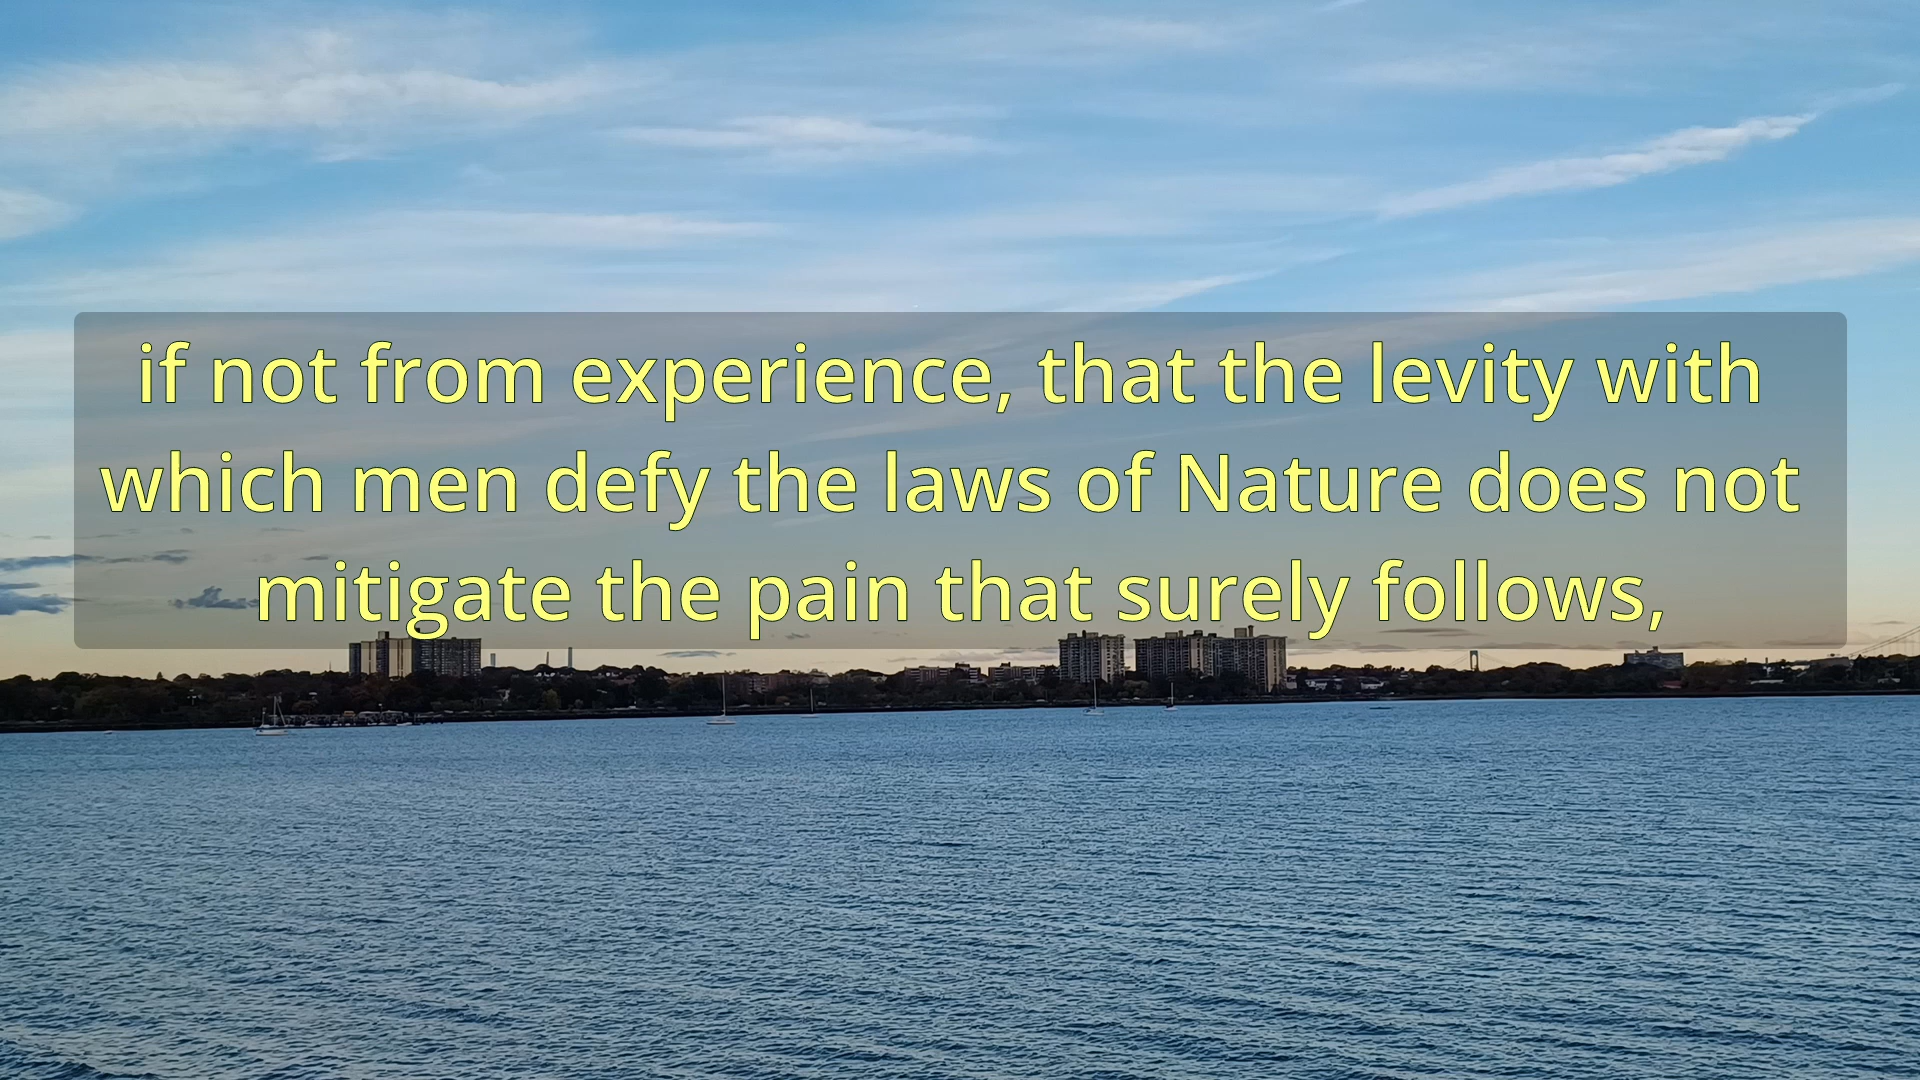 if not from experience, that the levity with
which men defy the laws of Nature does not
mitigate the pain that surely follows,